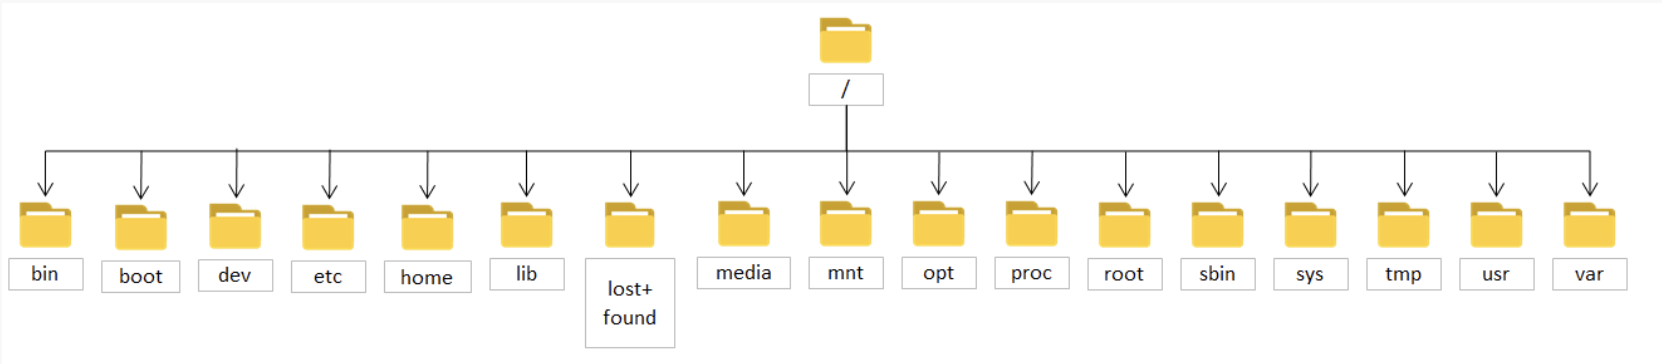 /
bin
boot
dev
etc
home
lib
lost+
found
media
mnt
opt
proc
root
sbin
sys
tmp
usr
var